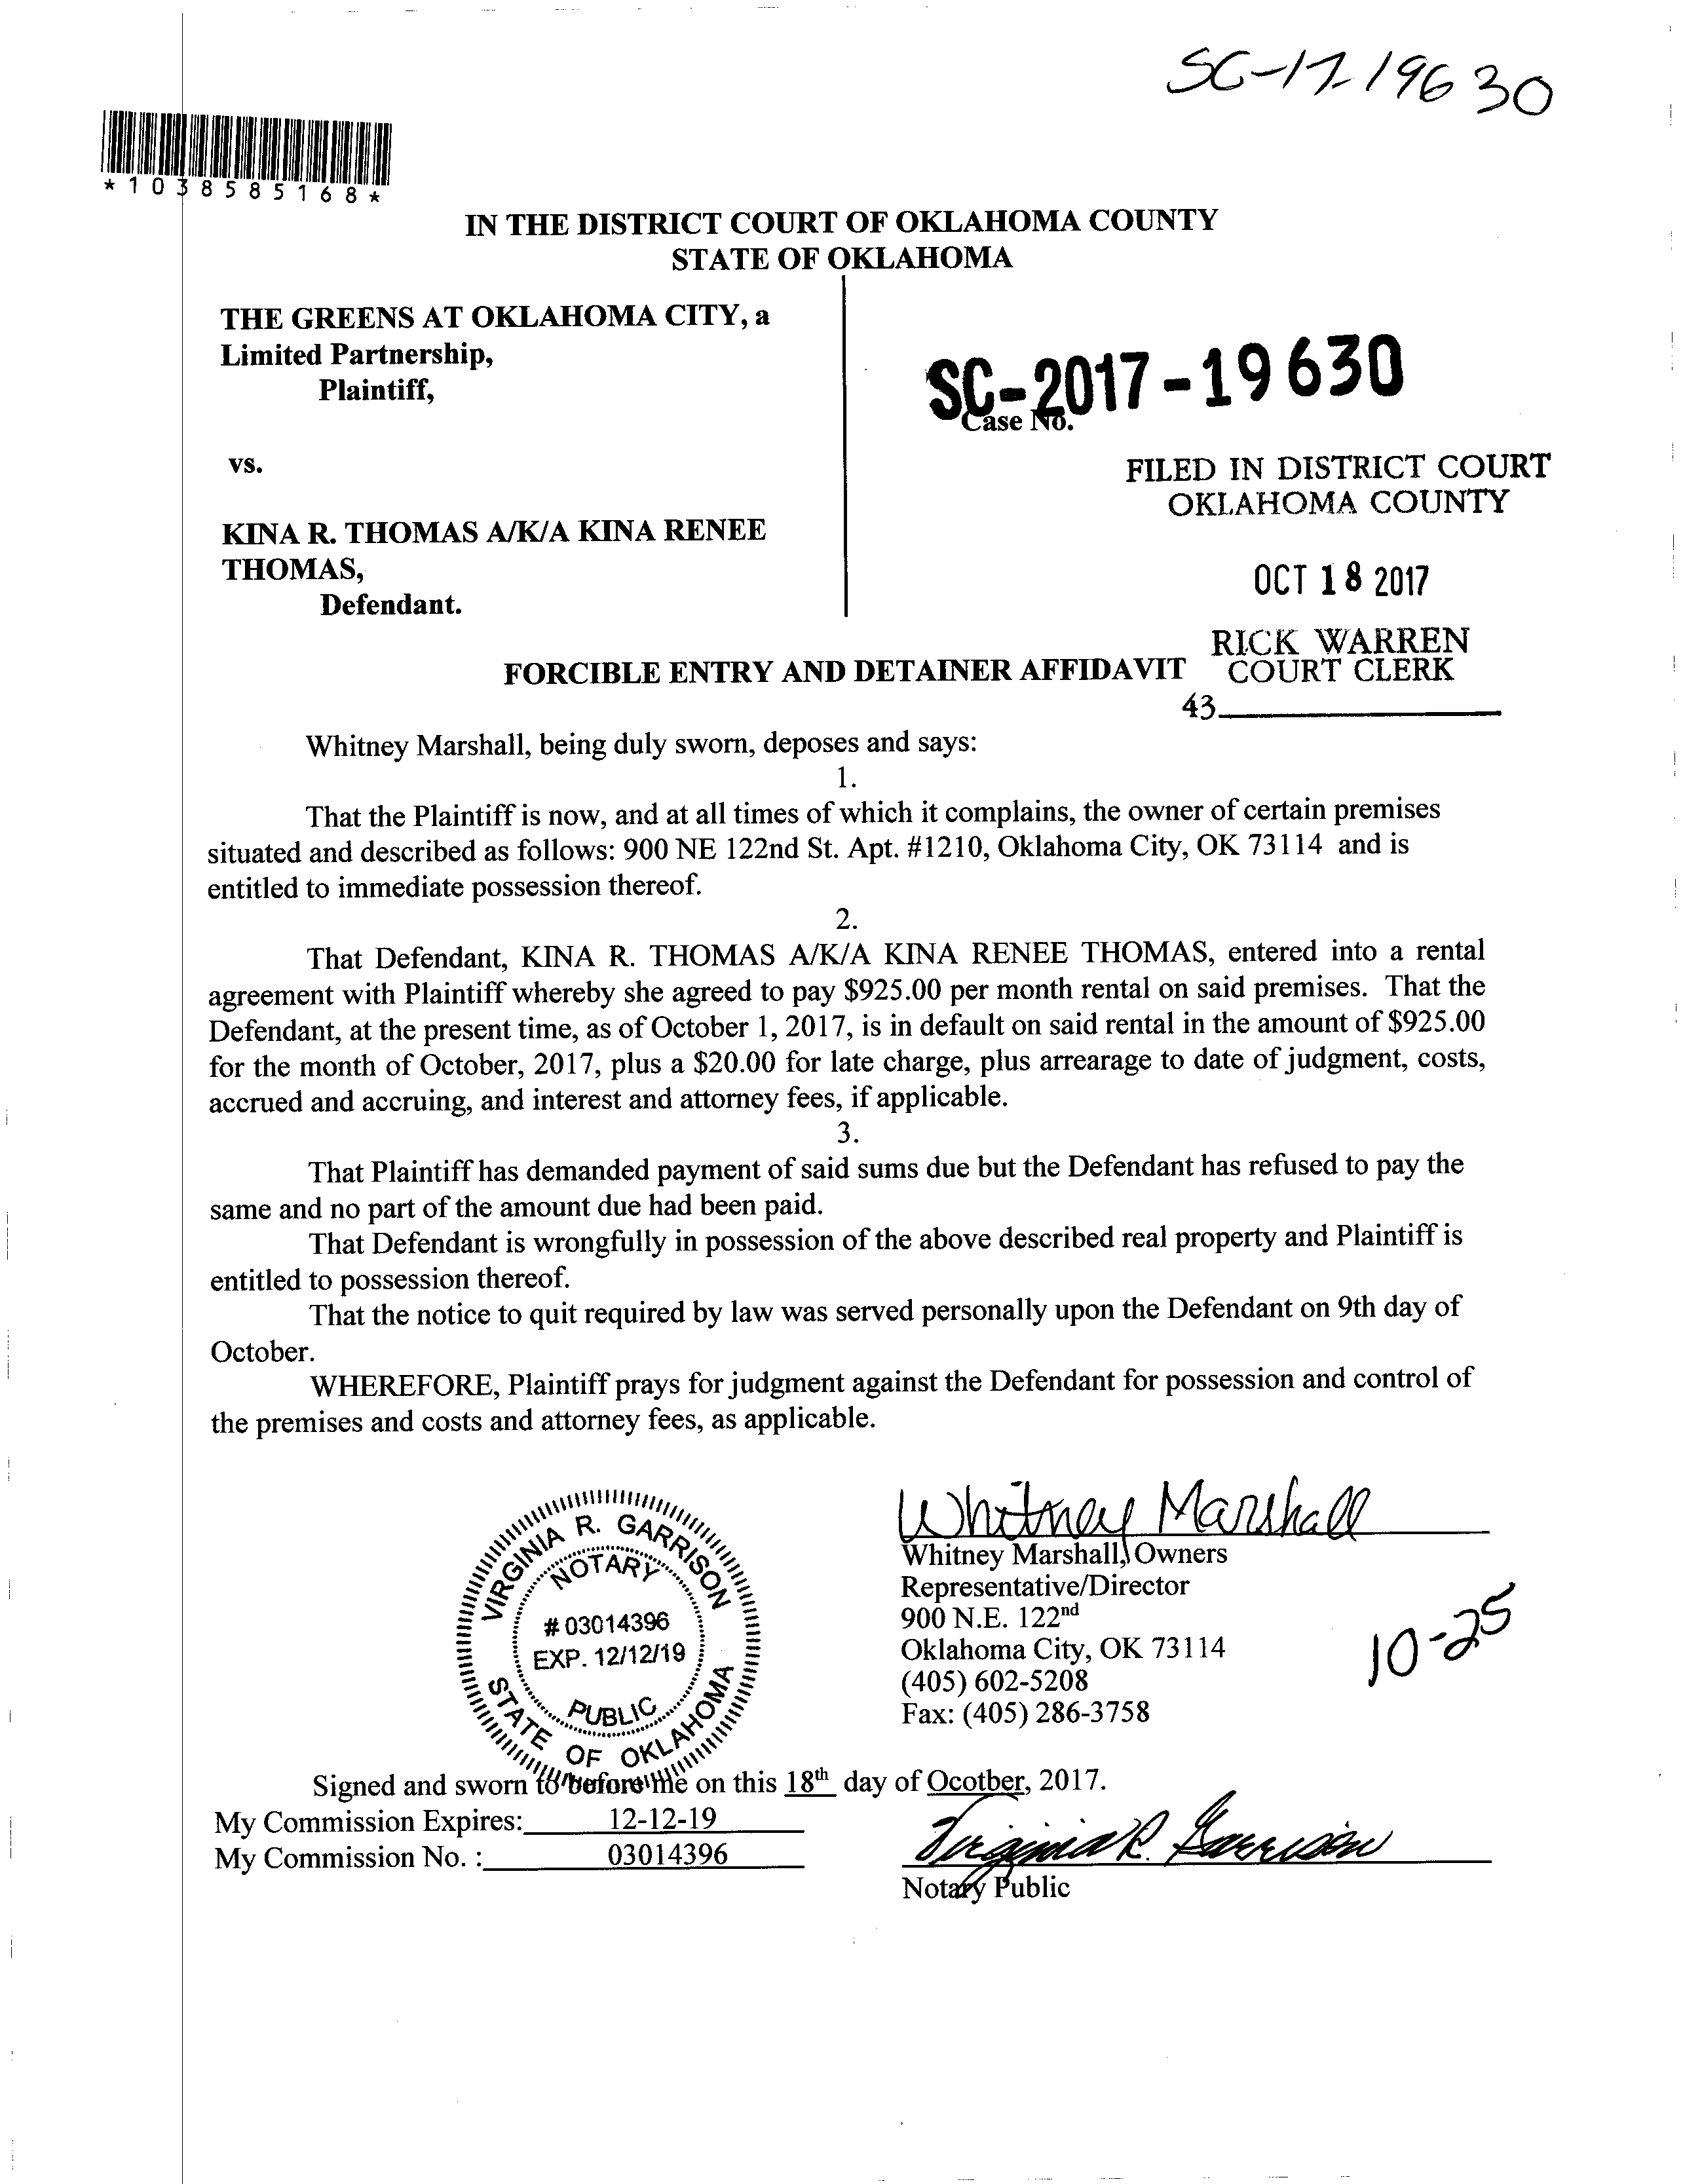 SC-17-19630
*1038585168*
IN THE DISTRICT COURT OF OKLAHOMA COUNTY
STATE OF OKLAHOMA
THE GREENS AT OKLAHOMA CITY, a
Limited Partnership,
Plaintiff,
SC-2017-19630
Case No.
vs.
FILED IN DISTRICT COURT
OKLAHOMA COUNTY
KINA R. THOMAS A/K/A KINA RENEE
THOMAS,
Defendant.
OCT 18 2017
RICK WARREN
COURT CLERK
43
FORCIBLE ENTRY AND DETAINER AFFIDAVIT
Whitney Marshall, being duly sworn, deposes and says:
1.
That the Plaintiff is now, and at all times of which it complains, the owner of certain premises
situated and described as follows: 900 NE 122nd St. Apt. #1210, Oklahoma City, OK 73114 and is
entitled to immediate possession thereof.
2.
That Defendant, KINA R. THOMAS A/K/A KINA RENEE THOMAS, entered into a rental
agreement with Plaintiff whereby she agreed to pay $925.00 per month rental on said premises. That the
Defendant, at the present time, as of October 1, 2017, is in default on said rental in the amount of $925.00
for the month of October, 2017, plus a $20.00 for late charge, plus arrearage to date of judgment, costs,
accrued and accruing, and interest and attorney fees, if applicable.
3.
That Plaintiff has demanded payment of said sums due but the Defendant has refused to pay the
same and no part of the amount due had been paid.
That Defendant is wrongfully in possession of the above described real property and Plaintiff is
entitled to possession thereof.
That the notice to quit required by law was served personally upon the Defendant on 9th day of
October.
WHEREFORE, Plaintiff prays for judgment against the Defendant for possession and control of
the premises and costs and attorney fees, as applicable.
VIRGINIA R. GARRISON
NOTARY
# 03014396
EXP. 12/12/19
PUBLIC
STATE OF OKLAHOMA
Whitney Marshall
Whitney Marshall, Owners
Representative/Director
900 N.E. 122nd
Oklahoma City, OK 73114
(405) 602-5208
Fax: (405) 286-3758
10-25
Signed and sworn to before me on this 18th day of Ocotber, 2017.
My Commission Expires: 12-12-19
My Commission No. : 03014396
Virginia R. Garrison
Notary Public